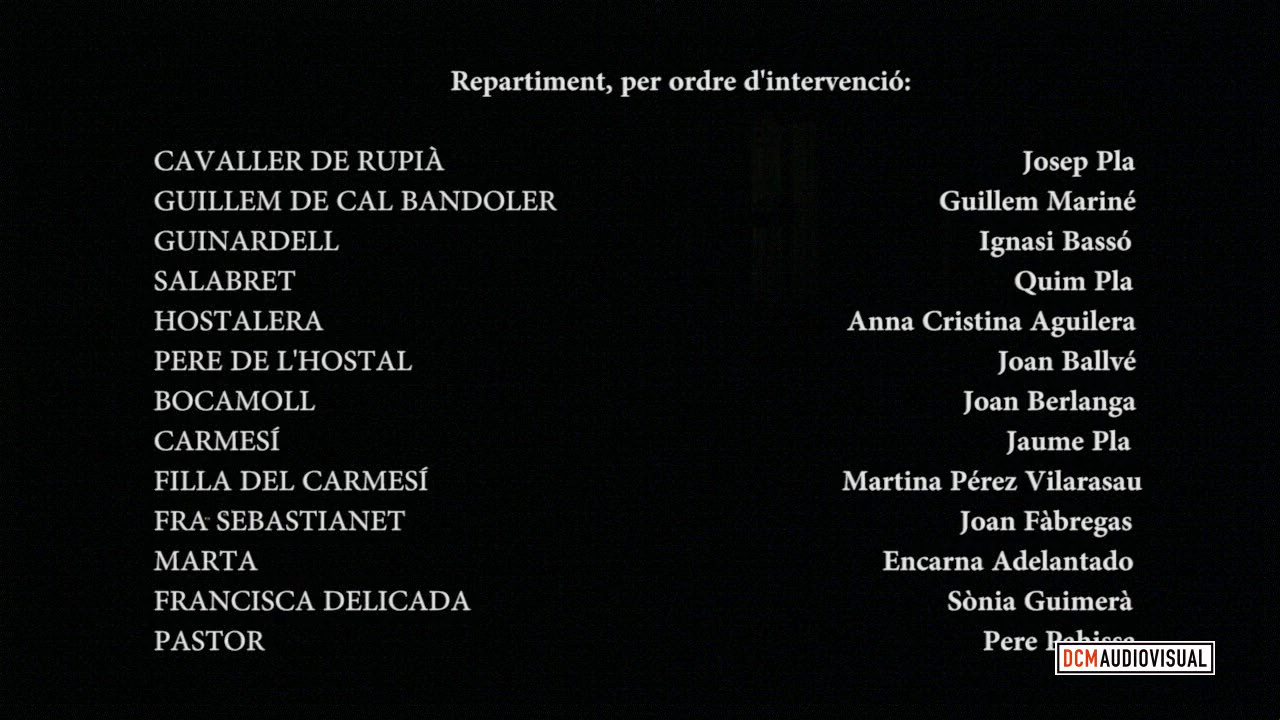 Repartiment, per ordre d'intervenció:
CAVALLER DE RUPIÀ Josep Pla
GUILLEM DE CAL BANDOLER Guillem Mariné
GUINARDELL Ignasi Bassó
SALABRET Quim Pla
HOSTALERA Anna Cristina Aguilera
PERE DE L'HOSTAL Joan Ballvé
BOCAMOLL Joan Berlanga
CARMESÍ Jaume Pla
FILLA DEL CARMESÍ Martina Pérez Vilarasau
FRA SEBASTIANET Joan Fàbregas
MARTA Encarna Adelantado
FRANCISCA DELICADA Sònia Guimerà
PASTOR Pere
DCMAUDIOVISUAL